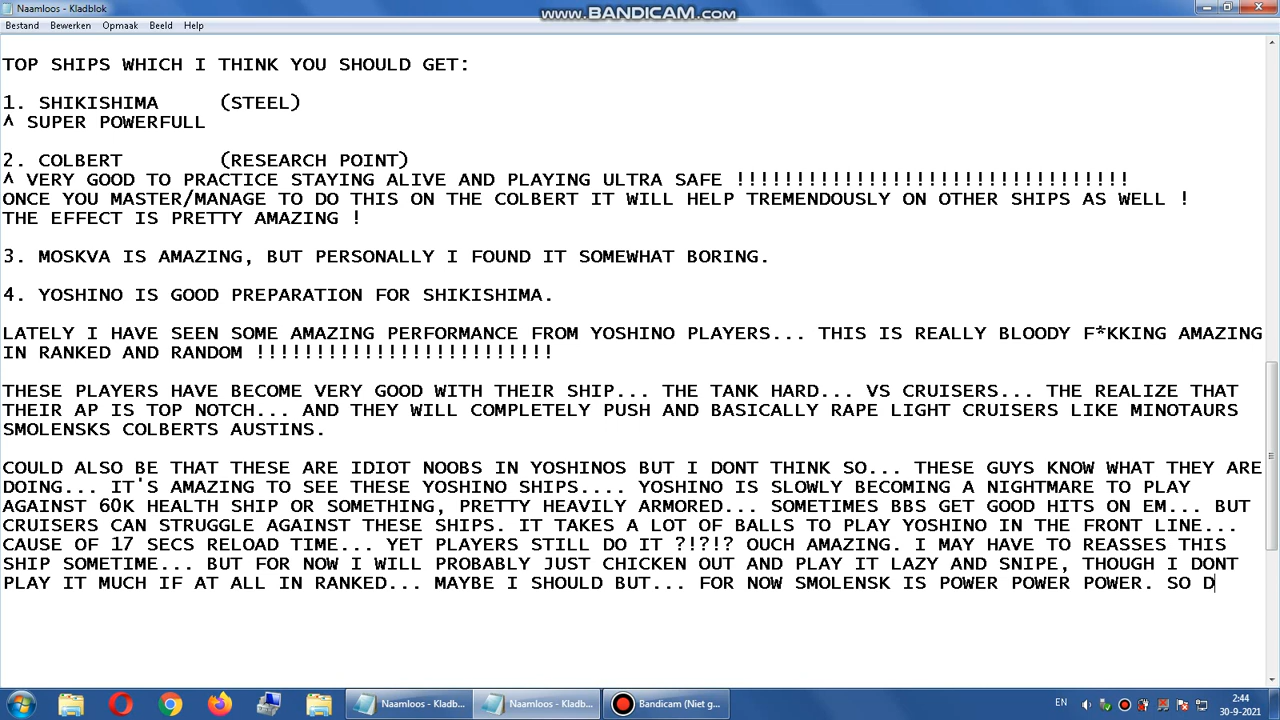 Naamloos - Kladblok
www.BANDICAM.com
Bestand Bewerken Opmaak Beeld Help
TOP SHIPS WHICH I THINK YOU SHOULD GET:
1. SHIKISHIMA (STEEL)
^ SUPER POWERFULL
2. COLBERT (RESEARCH POINT)
^ VERY GOOD TO PRACTICE STAYING ALIVE AND PLAYING ULTRA SAFE !!!!!!!!!!!!!!!!!!!!!!!!!!!!!!!!!
ONCE YOU MASTER/MANAGE TO DO THIS ON THE COLBERT IT WILL HELP TREMENDOUSLY ON OTHER SHIPS AS WELL !
THE EFFECT IS PRETTY AMAZING !
3. MOSKVA IS AMAZING, BUT PERSONALLY I FOUND IT SOMEWHAT BORING.
4. YOSHINO IS GOOD PREPARATION FOR SHIKISHIMA.
LATELY I HAVE SEEN SOME AMAZING PERFORMANCE FROM YOSHINO PLAYERS... THIS IS REALLY BLOODY F*KKING AMAZING
IN RANKED AND RANDOM !!!!!!!!!!!!!!!!!!!!!!!!!
THESE PLAYERS HAVE BECOME VERY GOOD WITH THEIR SHIP... THE TANK HARD... VS CRUISERS... THE REALIZE THAT
THEIR AP IS TOP NOTCH... AND THEY WILL COMPLETELY PUSH AND BASICALLY RAPE LIGHT CRUISERS LIKE MINOTAURS
SMOLENSKS COLBERTS AUSTINS.
COULD ALSO BE THAT THESE ARE IDIOT NOOBS IN YOSHINOS BUT I DONT THINK SO... THESE GUYS KNOW WHAT THEY ARE
DOING... IT'S AMAZING TO SEE THESE YOSHINO SHIPS.... YOSHINO IS SLOWLY BECOMING A NIGHTMARE TO PLAY
AGAINST 60K HEALTH SHIP OR SOMETHING, PRETTY HEAVILY ARMORED... SOMETIMES BBS GET GOOD HITS ON EM... BUT
CRUISERS CAN STRUGGLE AGAINST THESE SHIPS. IT TAKES A LOT OF BALLS TO PLAY YOSHINO IN THE FRONT LINE...
CAUSE OF 17 SECS RELOAD TIME... YET PLAYERS STILL DO IT ?!?!? OUCH AMAZING. I MAY HAVE TO REASSES THIS
SHIP SOMETIME... BUT FOR NOW I WILL PROBABLY JUST CHICKEN OUT AND PLAY IT LAZY AND SNIPE, THOUGH I DONT
PLAY IT MUCH IF AT ALL IN RANKED... MAYBE I SHOULD BUT... FOR NOW SMOLENSK IS POWER POWER POWER. SO D
Naamloos - Kladb... Naamloos - Kladb... Bandicam (Niet g... EN 2:44
30-9-2021